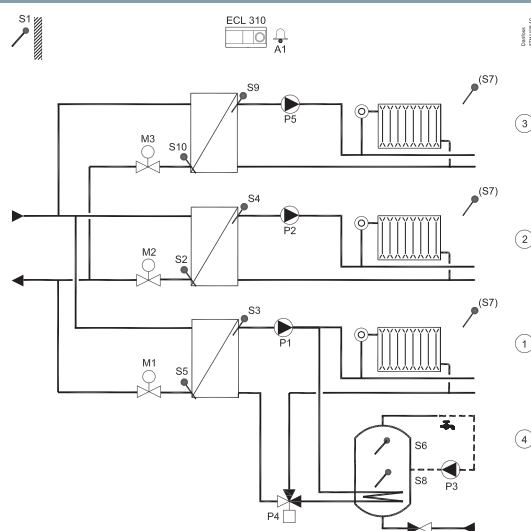 S1
ECL 310
A1
Danfoss
S9
(S7)
P5
3
M3
S10
S4
(S7)
P2
2
M2
S2
S3
(S7)
P1
1
M1
S5
S6
4
S8
P3
P4